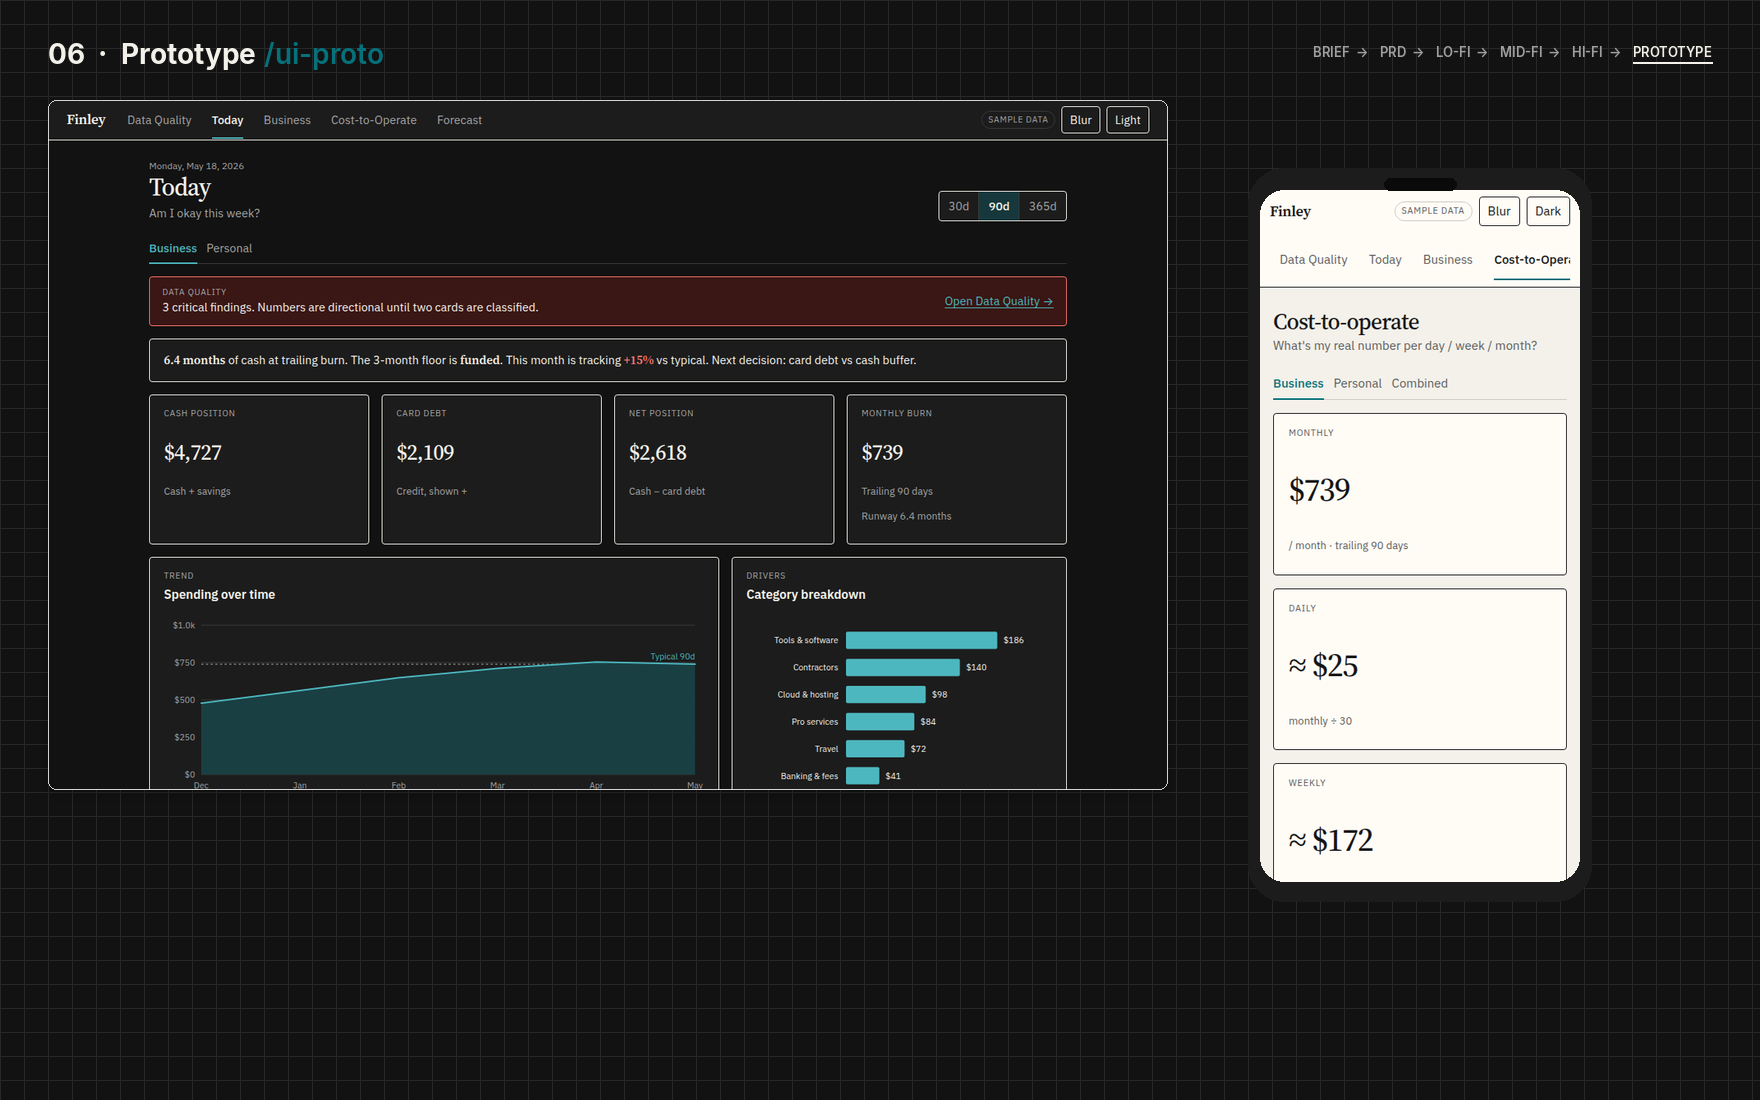 06 · Prototype /ui-proto
BRIEF → PRD → LO-FI → MID-FI → HI-FI → PROTOTYPE
Finley Data Quality Today Business Cost-to-Operate Forecast SAMPLE DATA Blur Light
Monday, May 18, 2026
Today
Am I okay this week?
30d 90d 365d
Business Personal
DATA QUALITY
3 critical findings. Numbers are directional until two cards are classified.
Open Data Quality →
6.4 months of cash at trailing burn. The 3-month floor is funded. This month is tracking +15% vs typical. Next decision: card debt vs cash buffer.
CASH POSITION
$4,727
Cash + savings
CARD DEBT
$2,109
Credit, shown +
NET POSITION
$2,618
Cash − card debt
MONTHLY BURN
$739
Trailing 90 days
Runway 6.4 months
TREND
Spending over time
$1.0k
$750
$500
$250
$0
Typical 90d
Dec Jan Feb Mar Apr May
DRIVERS
Category breakdown
Tools & software $186
Contractors $140
Cloud & hosting $98
Pro services $84
Travel $72
Banking & fees $41
Finley SAMPLE DATA Blur Dark
Data Quality Today Business Cost-to-Opera
Cost-to-operate
What's my real number per day / week / month?
Business Personal Combined
MONTHLY
$739
/ month · trailing 90 days
DAILY
≈ $25
monthly ÷ 30
WEEKLY
≈ $172